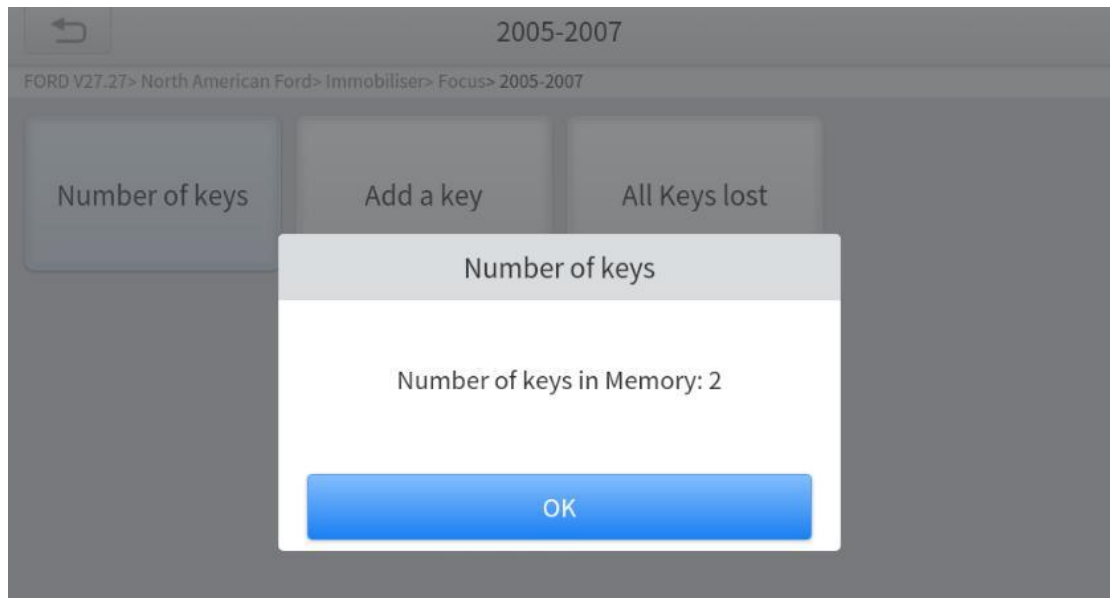 2005-2007
FORD V27.27> North American Ford> Immobiliser> Focus> 2005-2007
Number of keys
Add a key
All Keys lost
Number of keys
Number of keys in Memory: 2
OK